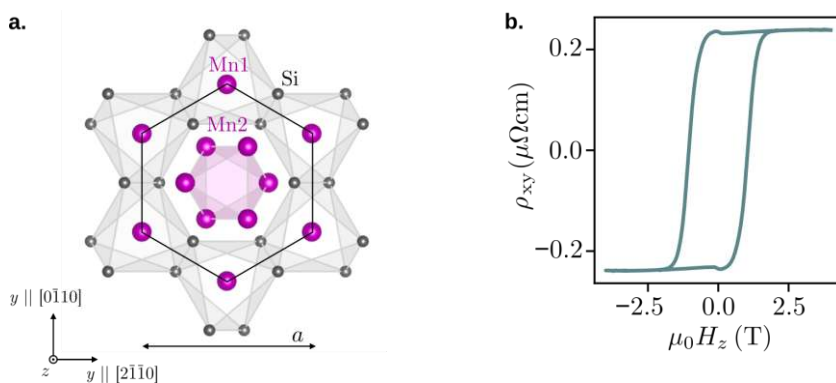 a.
Mn1
Si
Mn2
y || [01̄10]
z
y || [21̄1̄0]
a
b.
ρxy (μΩcm)
0.2
0.0
−0.2
−2.5
0.0
2.5
μ0Hz (T)